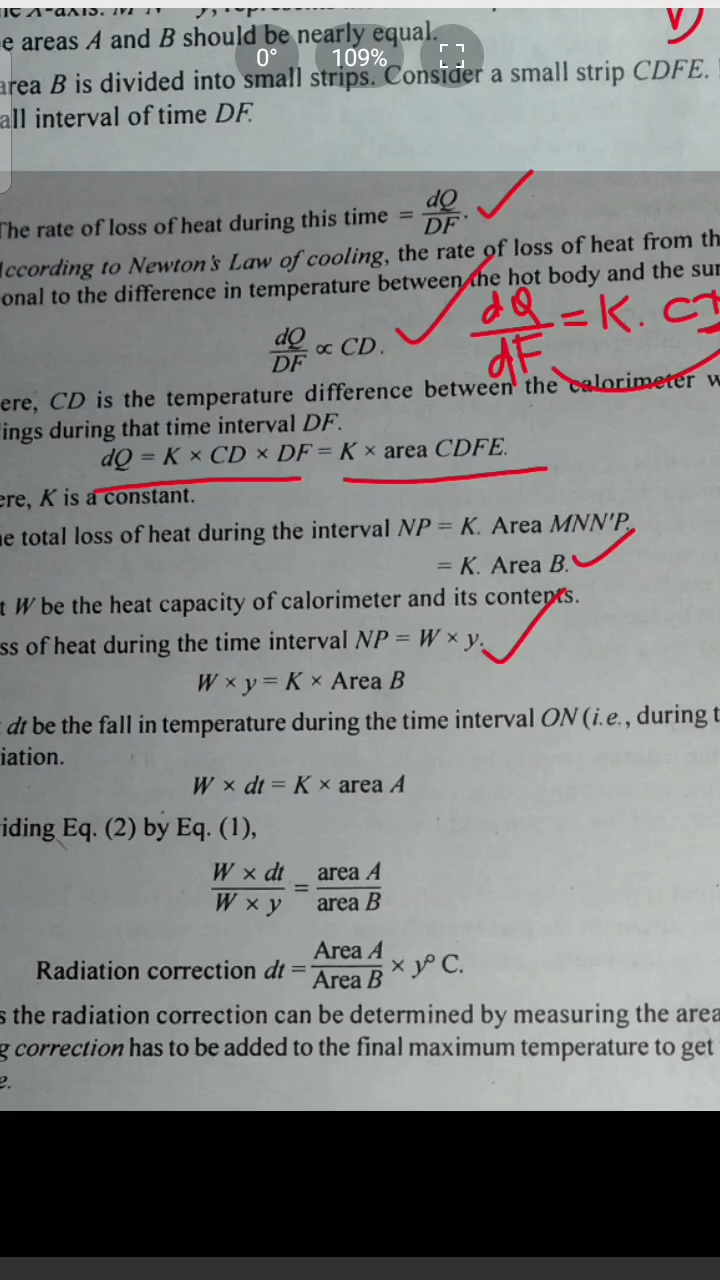 e areas A and B should be nearly equal.
0° 109%
area B is divided into small strips. Consider a small strip CDFE.
all interval of time DF.
The rate of loss of heat during this time = dQ/DF.
According to Newton's Law of cooling, the rate of loss of heat from th
onal to the difference in temperature between the hot body and the sur
dQ/DF ∝ CD.
dQ/dF = K. CD
ere, CD is the temperature difference between the calorimeter w
ings during that time interval DF.
dQ = K × CD × DF = K × area CDFE.
ere, K is a constant.
e total loss of heat during the interval NP = K. Area MNN'P.
= K. Area B.
t W be the heat capacity of calorimeter and its contents.
ss of heat during the time interval NP = W × y.
W × y = K × Area B
dt be the fall in temperature during the time interval ON (i.e., during t
iation.
W × dt = K × area A
iding Eq. (2) by Eq. (1),
W × dt / W × y = area A / area B
Radiation correction dt = Area A / Area B × y° C.
s the radiation correction can be determined by measuring the area
g correction has to be added to the final maximum temperature to get
e.